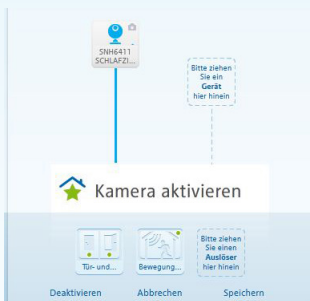 SNH6411
SCHLAFZI...
Bitte ziehen
Sie ein
Gerät
hier hinein
Kamera aktivieren
Tür- und...
Bewegung...
Bitte ziehen
Sie einen
Auslöser
hier hinein
Deaktivieren
Abbrechen
Speichern